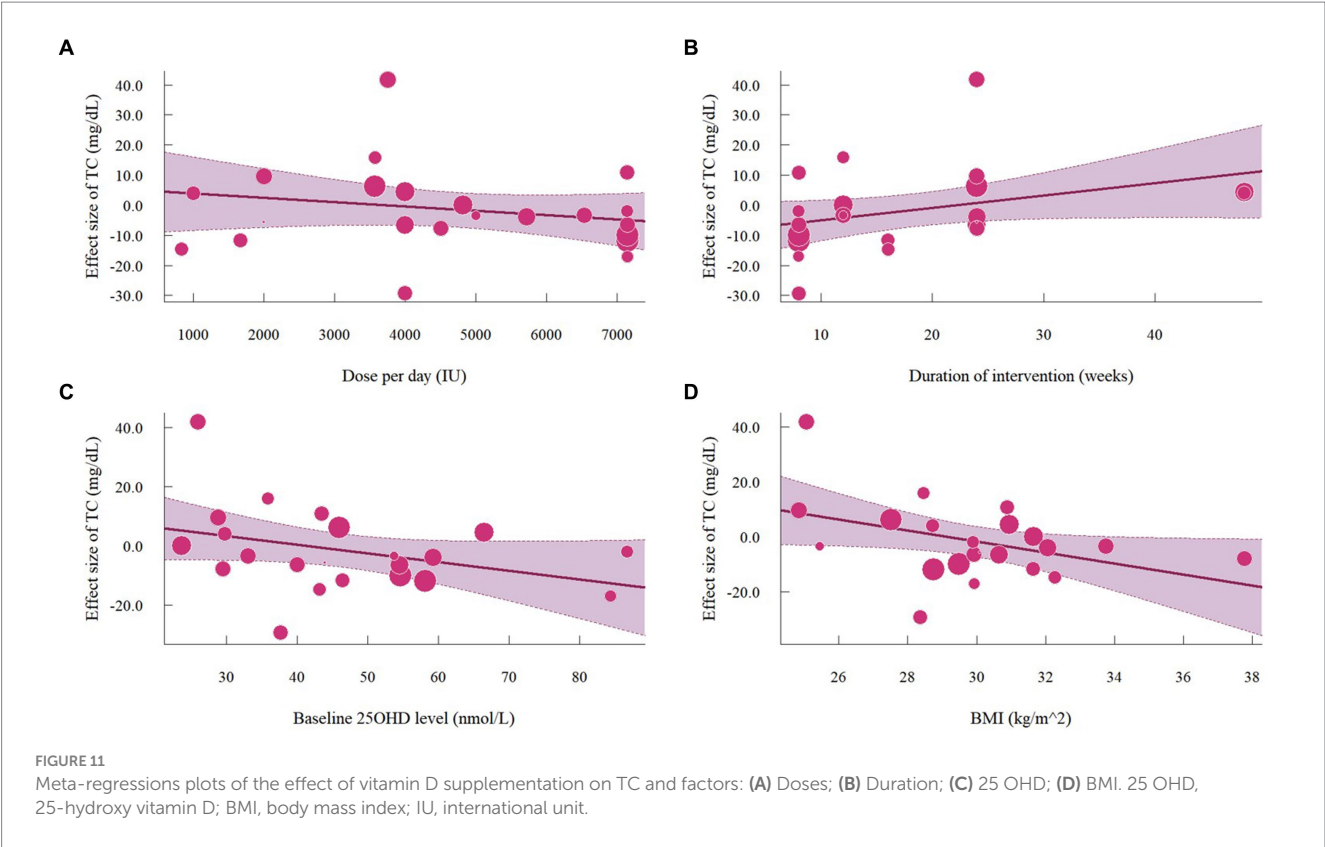 A
B
40.0
30.0
20.0
10.0
0.0
-10.0
-20.0
-30.0
Effect size of TC (mg/dL)
1000 2000 3000 4000 5000 6000 7000
Dose per day (IU)
40.0
30.0
20.0
10.0
0.0
-10.0
-20.0
-30.0
Effect size of TC (mg/dL)
10 20 30 40
Duration of intervention (weeks)
C
D
40.0
20.0
0.0
-20.0
Effect size of TC (mg/dL)
30 40 50 60 70 80
Baseline 25OHD level (nmol/L)
40.0
20.0
0.0
-20.0
Effect size of TC (mg/dL)
26 28 30 32 34 36 38
BMI (kg/m^2)
FIGURE 11
Meta-regressions plots of the effect of vitamin D supplementation on TC and factors: (A) Doses; (B) Duration; (C) 25 OHD; (D) BMI. 25 OHD,
25-hydroxy vitamin D; BMI, body mass index; IU, international unit.